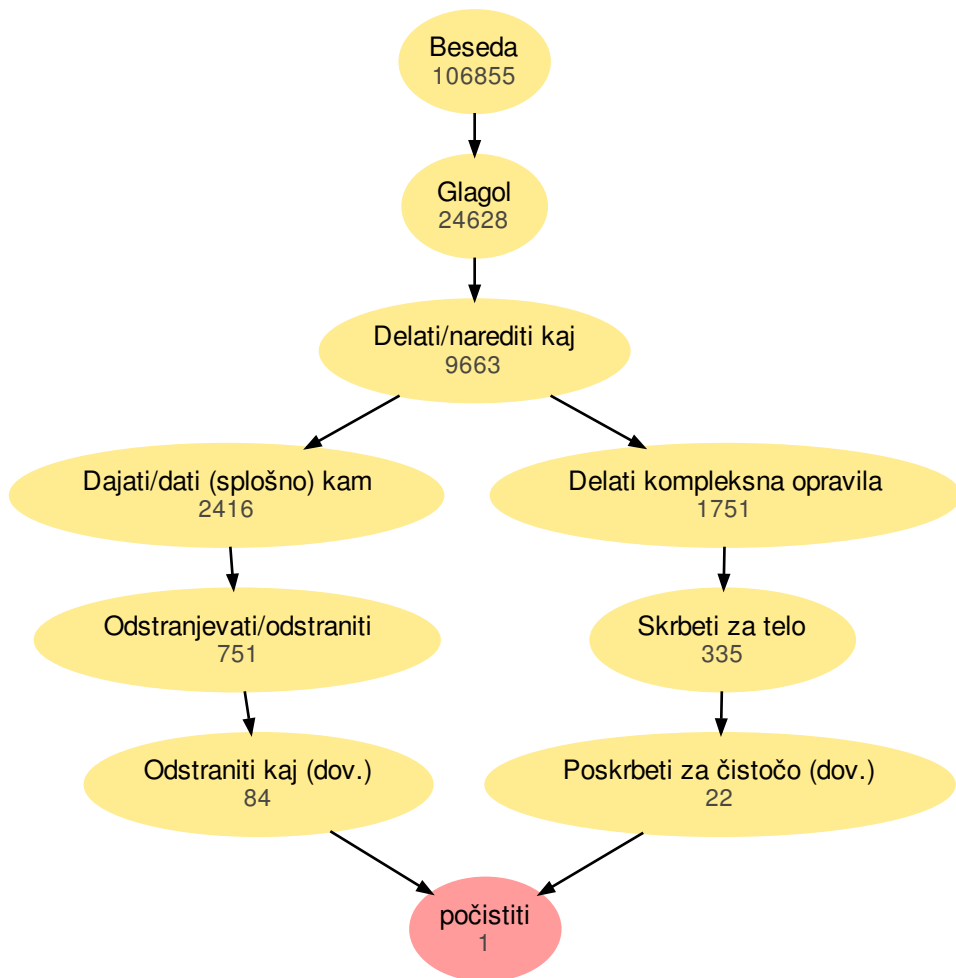 Beseda
106855
Glagol
24628
Delati/narediti kaj
9663
Dajati/dati (splošno) kam
2416
Delati kompleksna opravila
1751
Odstranjevati/odstraniti
751
Skrbeti za telo
335
Odstraniti kaj (dov.)
84
Poskrbeti za čistočo (dov.)
22
počistiti
1